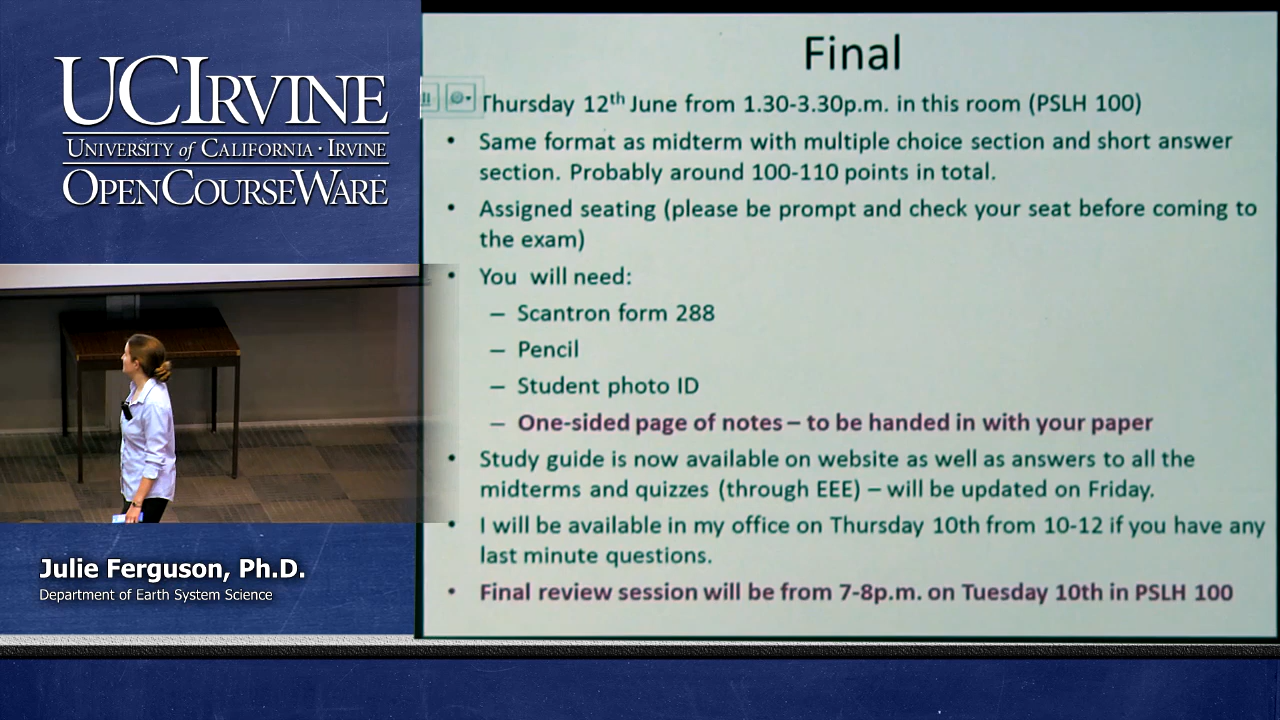 UCIRVINE
UNIVERSITY of CALIFORNIA · IRVINE
OPENCOURSEWARE
Julie Ferguson, Ph.D.
Department of Earth System Science
Final
Thursday 12th June from 1.30-3.30p.m. in this room (PSLH 100)
• Same format as midterm with multiple choice section and short answer
section. Probably around 100-110 points in total.
• Assigned seating (please be prompt and check your seat before coming to
the exam)
• You will need:
– Scantron form 288
– Pencil
– Student photo ID
– One-sided page of notes – to be handed in with your paper
• Study guide is now available on website as well as answers to all the
midterms and quizzes (through EEE) – will be updated on Friday.
• I will be available in my office on Thursday 10th from 10-12 if you have any
last minute questions.
• Final review session will be from 7-8p.m. on Tuesday 10th in PSLH 100